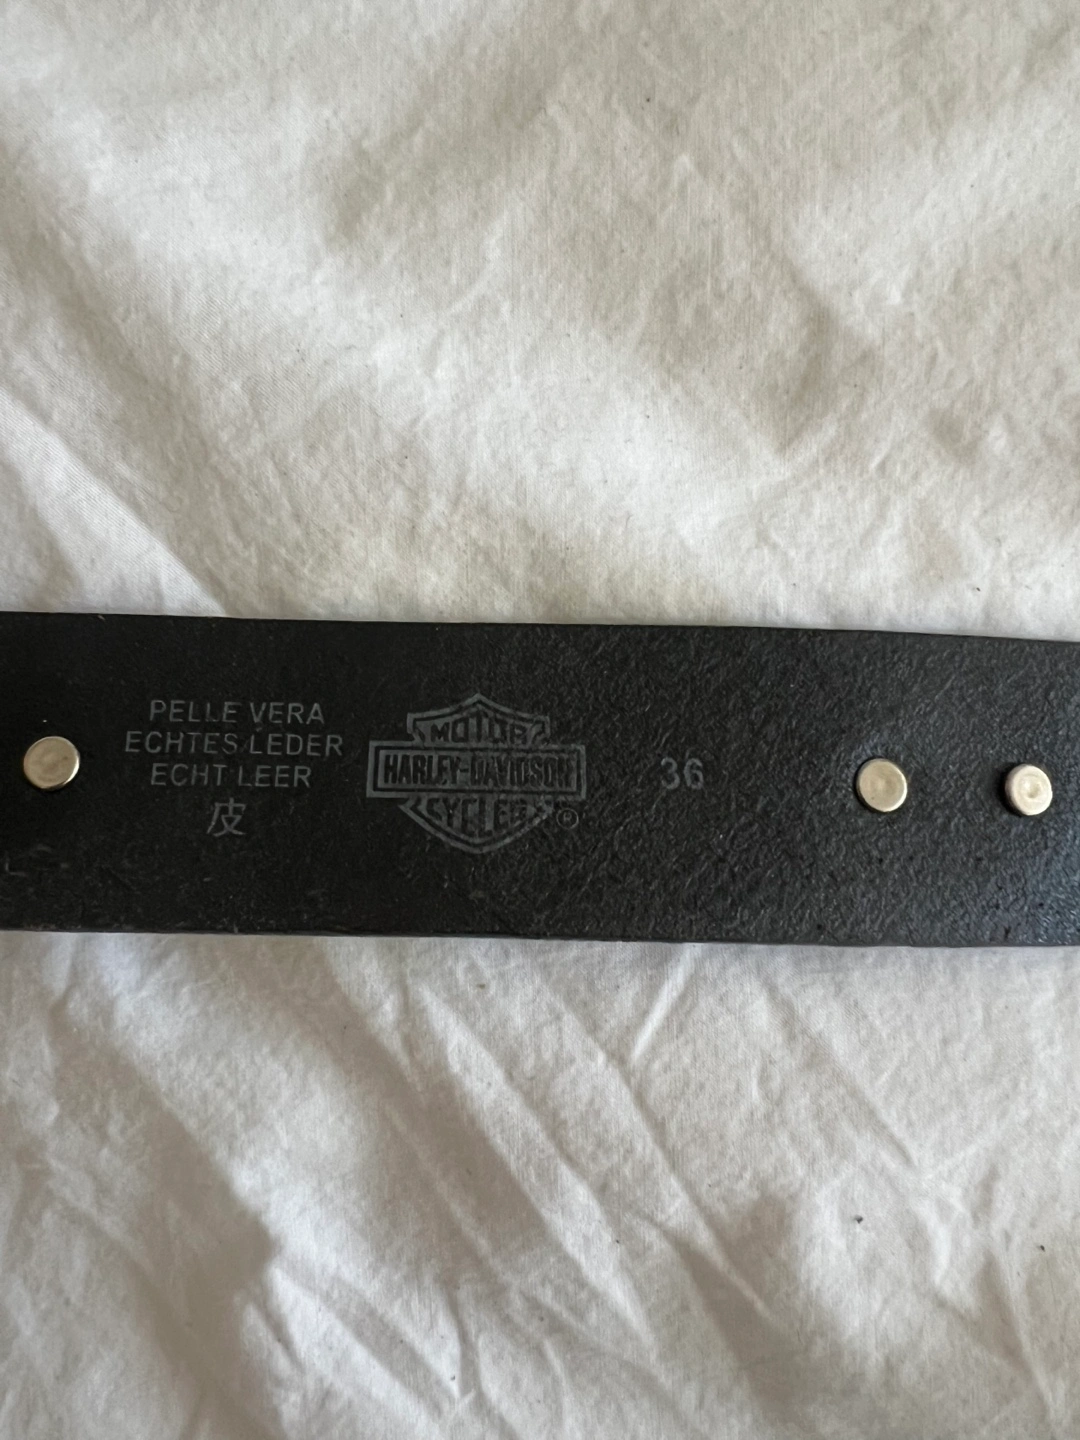 PELLE VERA
ECHTES LEDER
ECHT LEER
皮
MOTOR
HARLEY-DAVIDSON
CYCLES
®
36